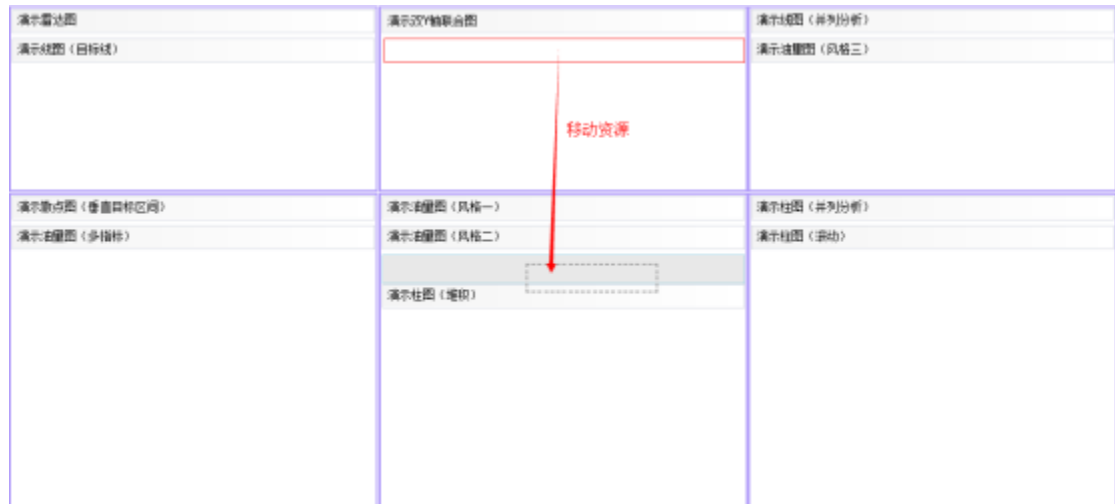 演示雷达图
演示线图（目标线）
演示双Y轴联合图
演示线图（并列分析）
演示油量图（风格三）
移动资源
演示散点图（垂直目标区间）
演示油量图（多指标）
演示油量图（风格一）
演示油量图（风格二）
演示柱图（堆积）
演示柱图（并列分析）
演示柱图（滚动）